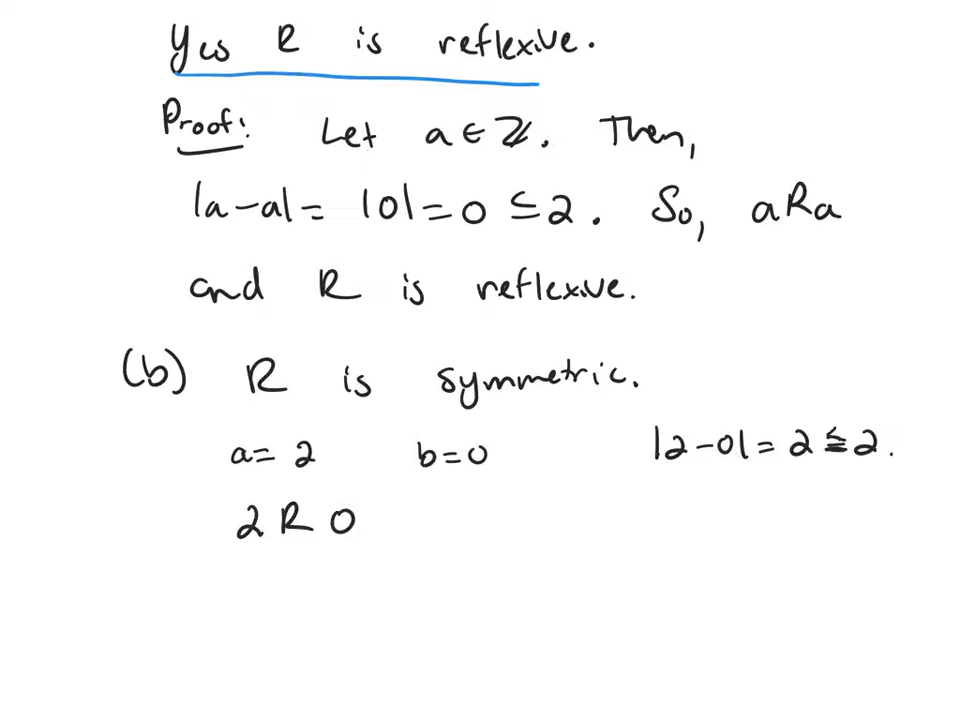 Yes R is reflexive.
Proof: Let a ∈ ℤ. Then,
|a-a| = |0| = 0 ≤ 2. So, aRa
and R is reflexive.
(b) R is symmetric.
a = 2 b = 0 |2-0| = 2 ≤ 2.
2 R 0